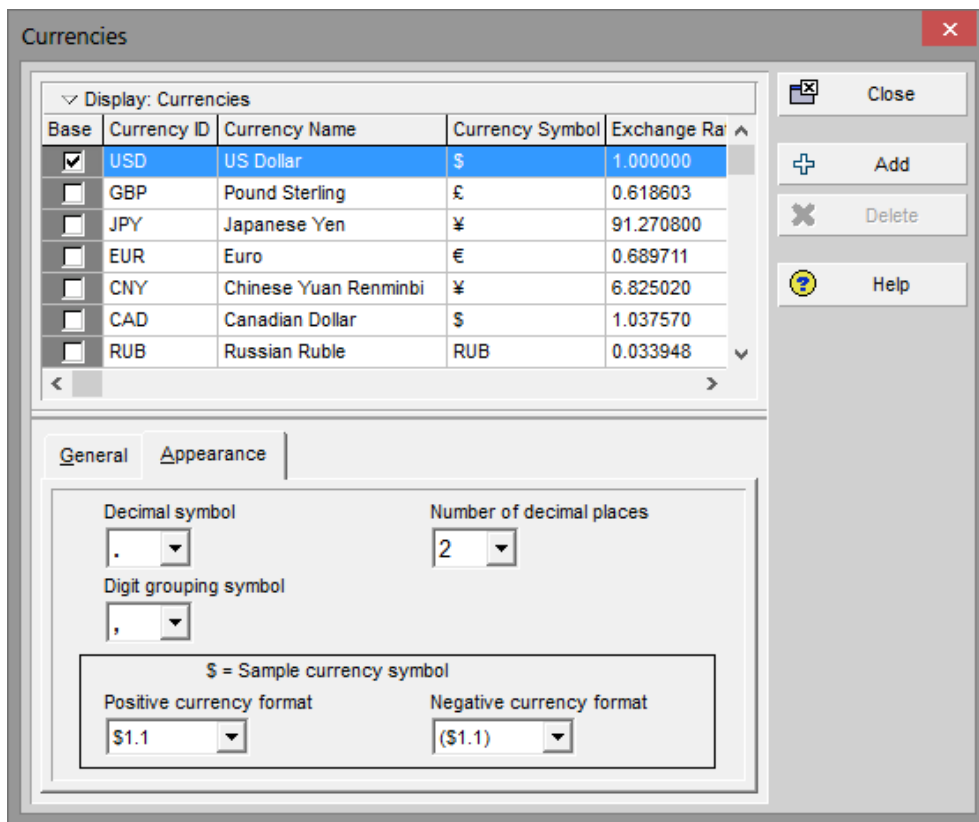 Currencies
Display: Currencies
Base Currency ID Currency Name Currency Symbol Exchange Ra
USD US Dollar $ 1.000000
GBP Pound Sterling £ 0.618603
JPY Japanese Yen ¥ 91.270800
EUR Euro € 0.689711
CNY Chinese Yuan Renminbi ¥ 6.825020
CAD Canadian Dollar $ 1.037570
RUB Russian Ruble RUB 0.033948
Close
Add
Delete
Help
General Appearance
Decimal symbol Number of decimal places
. 2
Digit grouping symbol
,
$ = Sample currency symbol
Positive currency format Negative currency format
$1.1 ($1.1)